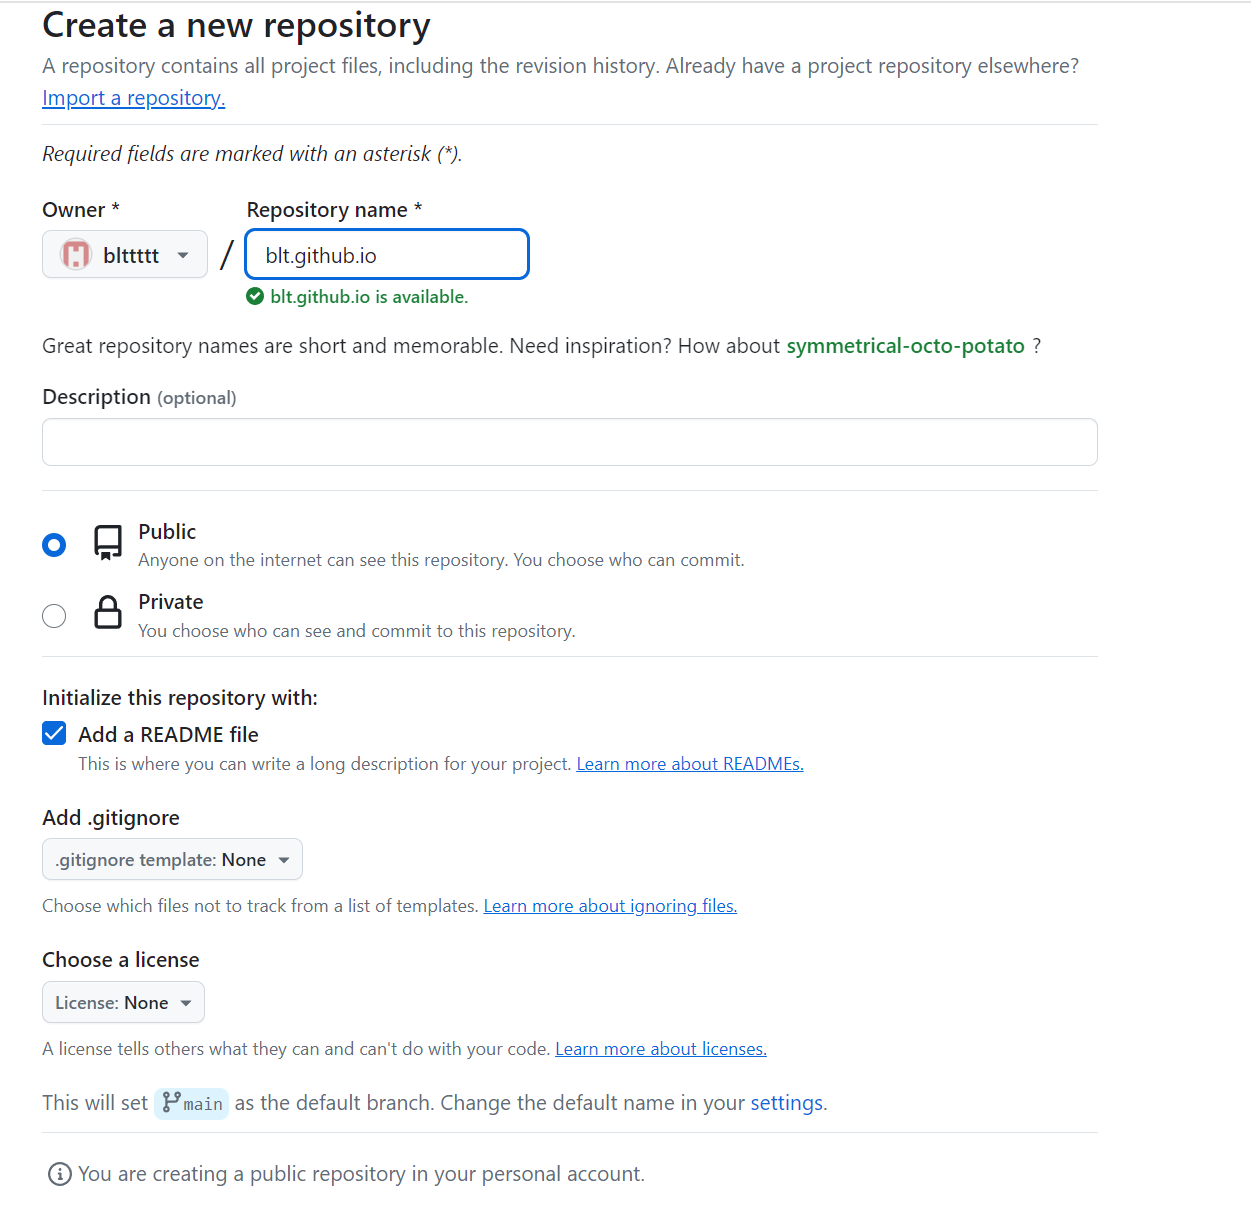 Create a new repository
A repository contains all project files, including the revision history. Already have a project repository elsewhere?
Import a repository.
Required fields are marked with an asterisk (*).
Owner *
Repository name *
blttttt
/
blt.github.io
blt.github.io is available.
Great repository names are short and memorable. Need inspiration? How about symmetrical-octo-potato ?
Description (optional)
Public
Anyone on the internet can see this repository. You choose who can commit.
Private
You choose who can see and commit to this repository.
Initialize this repository with:
Add a README file
This is where you can write a long description for your project. Learn more about READMEs.
Add .gitignore
.gitignore template: None
Choose which files not to track from a list of templates. Learn more about ignoring files.
Choose a license
License: None
A license tells others what they can and can't do with your code. Learn more about licenses.
This will set main as the default branch. Change the default name in your settings.
You are creating a public repository in your personal account.